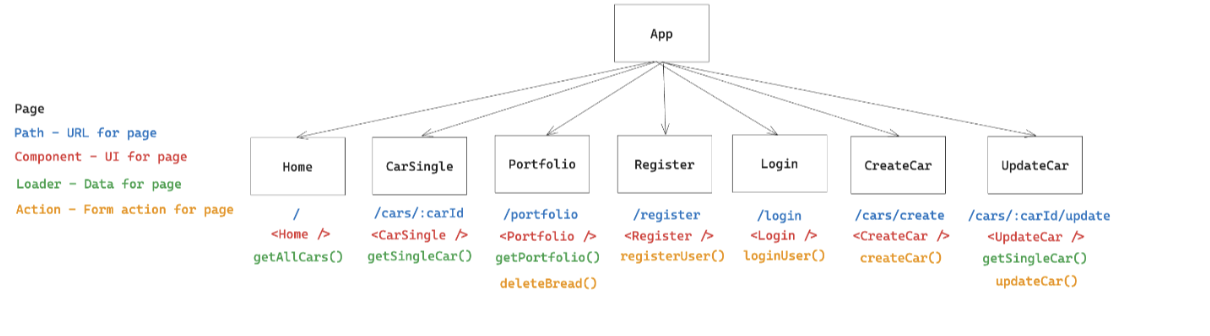 App
Page
Path - URL for page
Component - UI for page
Loader - Data for page
Action - Form action for page
Home
/
<Home />
getAllCars()
CarSingle
/cars/:carId
<CarSingle />
getSingleCar()
Portfolio
/portfolio
<Portfolio />
getPortfolio()
deleteBread()
Register
/register
<Register />
registerUser()
Login
/login
<Login />
loginUser()
CreateCar
/cars/create
<CreateCar />
createCar()
UpdateCar
/cars/:carId/update
<UpdateCar />
getSingleCar()
updateCar()